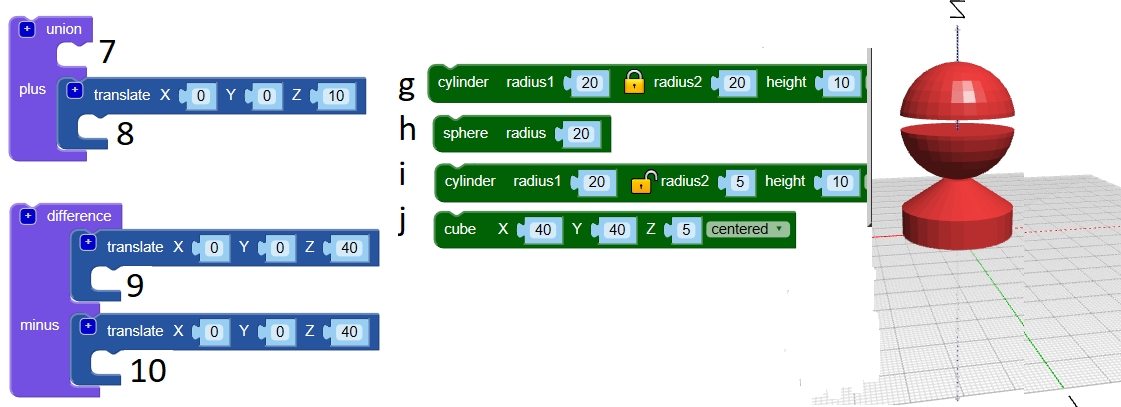 union
7
plus translate X 0 Y 0 Z 10
8
difference
translate X 0 Y 0 Z 40
9
minus translate X 0 Y 0 Z 40
10
g cylinder radius1 20 radius2 20 height 10
h sphere radius 20
i cylinder radius1 20 radius2 5 height 10
j cube X 40 Y 40 Z 5 centered